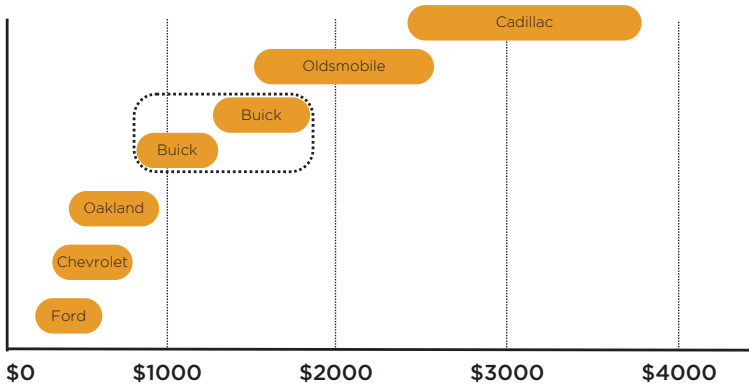 Cadillac
Oldsmobile
Buick
Buick
Oakland
Chevrolet
Ford
$0 $1000 $2000 $3000 $4000